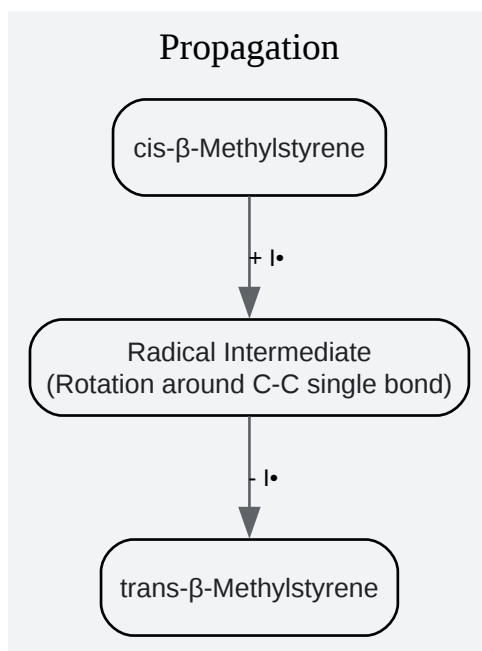 Propagation
cis-β-Methylstyrene
+ I•
Radical Intermediate
(Rotation around C-C single bond)
- I•
trans-β-Methylstyrene